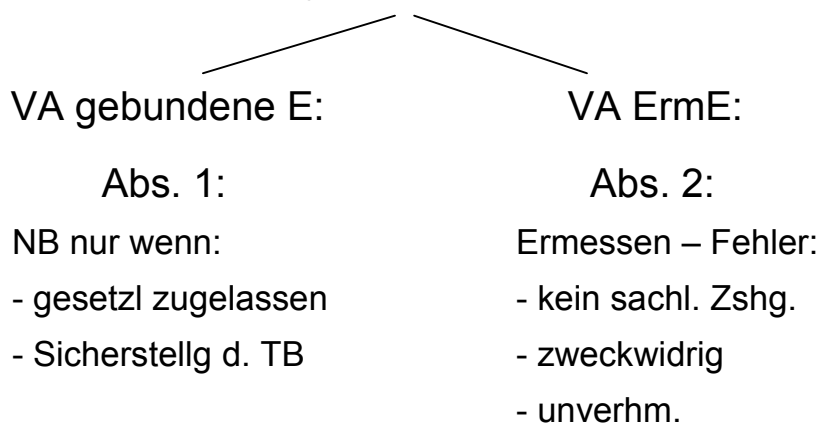 VA gebundene E:
VA ErmE:
Abs. 1:
Abs. 2:
NB nur wenn:
Ermessen – Fehler:
- gesetzl zugelassen
- kein sachl. Zshg.
- Sicherstellg d. TB
- zweckwidrig
- unverhm.